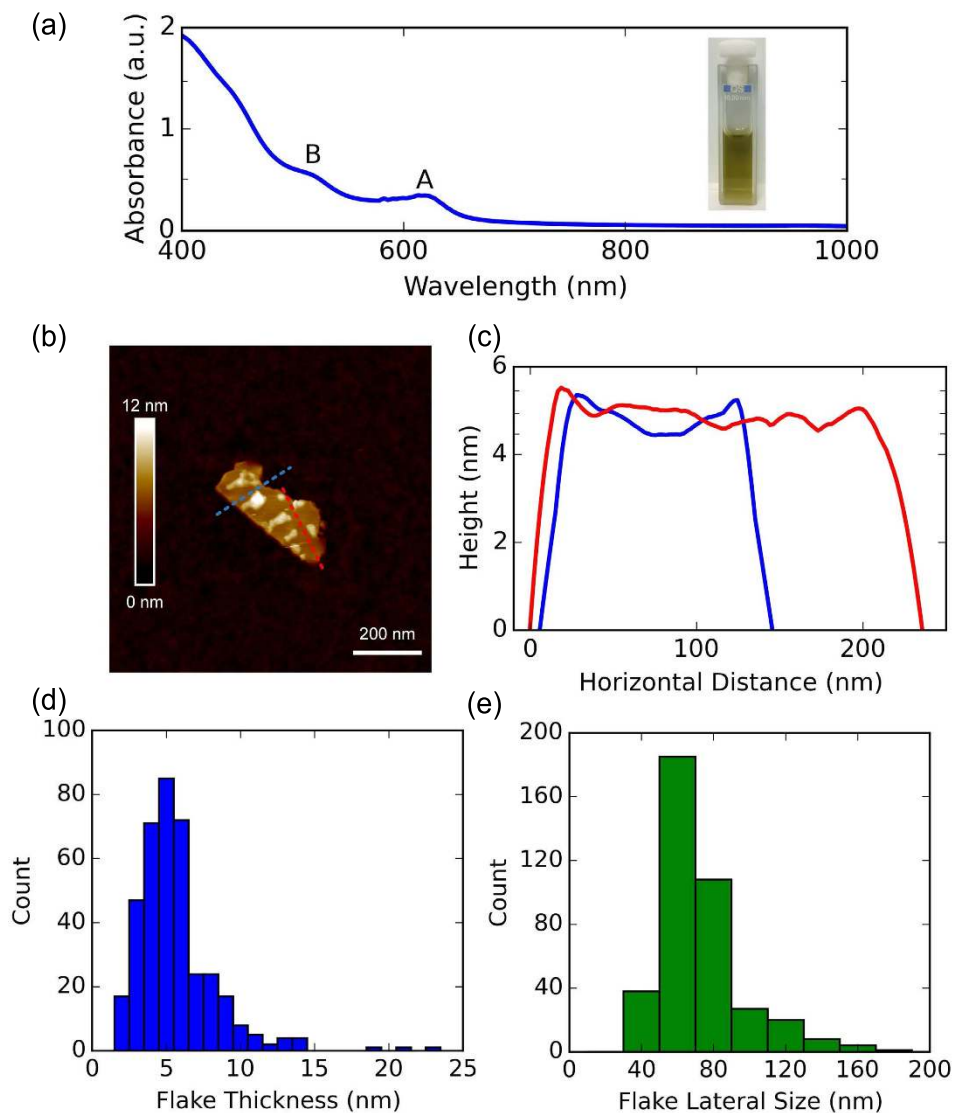 (a)
2
1
0
Absorbance (a.u.)
B
A
QS
400
600
800
1000
Wavelength (nm)
(b)
12 nm
0 nm
200 nm
(c)
6
4
2
0
Height (nm)
0
100
200
Horizontal Distance (nm)
(d)
100
80
60
40
20
0
Count
0
5
10
15
20
25
Flake Thickness (nm)
(e)
200
160
120
80
40
0
Count
0
40
80
120
160
200
Flake Lateral Size (nm)